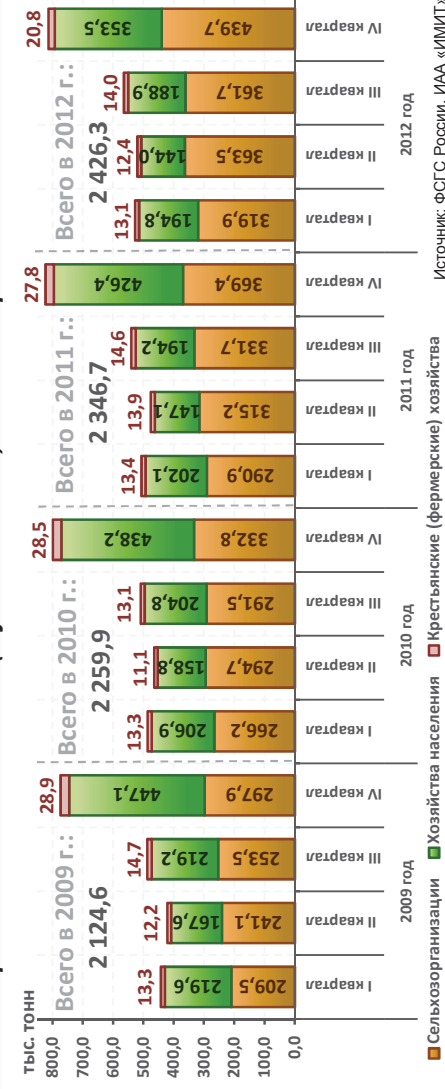 тыс. тонн
800,0
700,0
600,0
500,0
400,0
300,0
200,0
100,0
0,0
Всего в 2009 г.:
2 124,6
Всего в 2010 г.:
2 259,9
Всего в 2011 г.:
2 346,7
Всего в 2012 г.:
2 426,3
13,3
219,6
209,5
12,2
167,6
241,1
14,7
219,2
253,5
28,9
447,1
297,9
13,3
206,9
266,2
11,1
158,8
294,7
13,1
204,8
291,5
28,5
438,2
332,8
13,4
202,1
290,9
13,9
147,1
315,2
14,6
194,2
331,7
27,8
426,4
369,4
13,1
194,8
319,9
12,4
144,0
363,5
14,0
188,9
361,7
20,8
353,5
439,7
I квартал
II квартал
III квартал
IV квартал
I квартал
II квартал
III квартал
IV квартал
I квартал
II квартал
III квартал
IV квартал
I квартал
II квартал
III квартал
IV квартал
2009 год
2010 год
2011 год
2012 год
Сельхозорганизации
Хозяйства населения
Крестьянские (фермерские) хозяйства
Источник: ФСГС России, ИАА «ИМИТ»